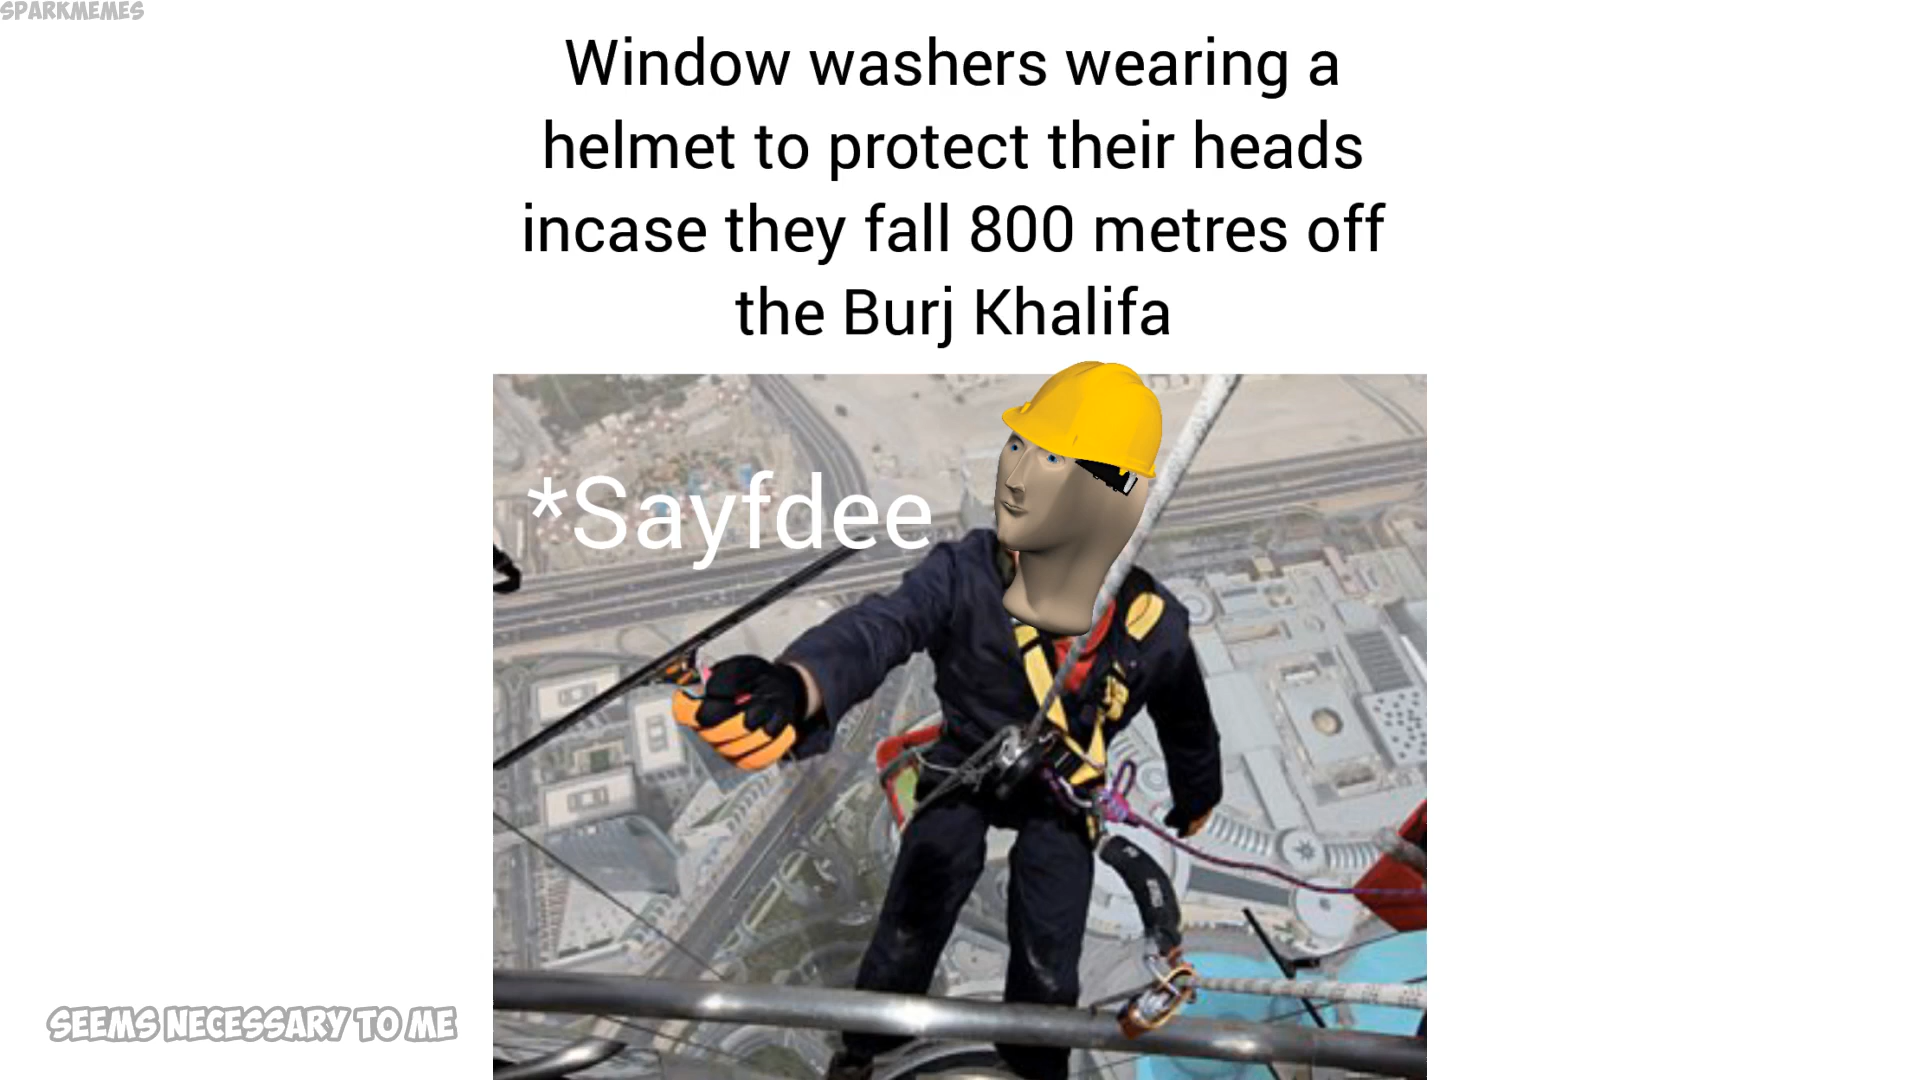 SPARKMEMES
Window washers wearing a
helmet to protect their heads
incase they fall 800 metres off
the Burj Khalifa
*Sayfdee
SEEMS NECESSARY TO ME